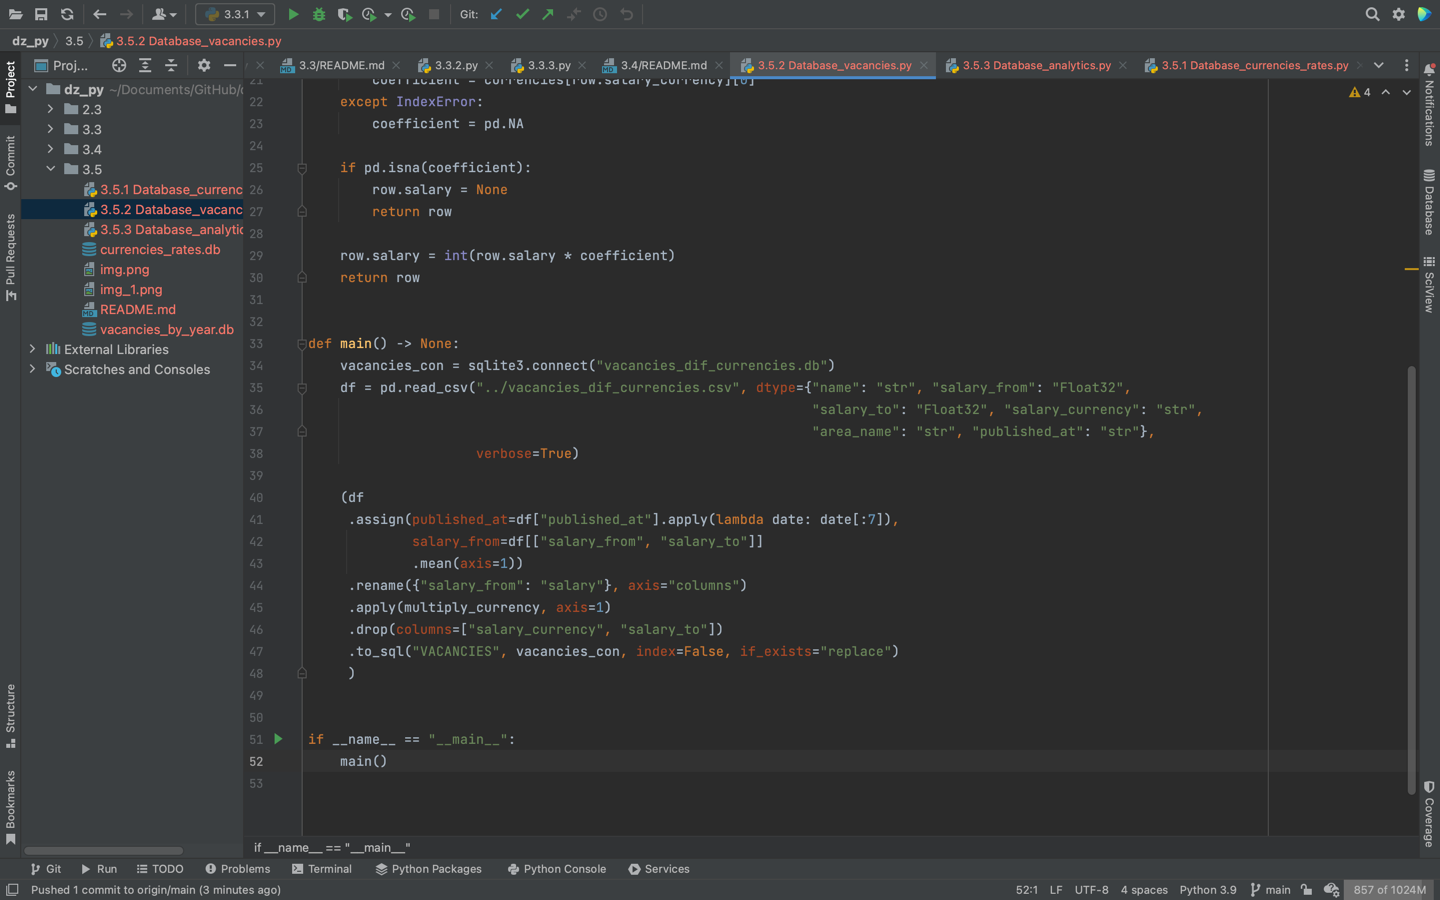 3.3.1
Git:
dz_py
3.5
3.5.2 Database_vacancies.py
Project
Commit
Pull Requests
Structure
Bookmarks
Proj...
3.3/README.md
3.3.2.py
3.3.3.py
3.4/README.md
3.5.2 Database_vacancies.py
3.5.3 Database_analytics.py
3.5.1 Database_currencies_rates.py
dz_py ~/Documents/GitHub/
2.3
3.3
3.4
3.5
3.5.1 Database_currenc
3.5.2 Database_vacanc
3.5.3 Database_analytic
currencies_rates.db
img.png
img_1.png
README.md
vacancies_by_year.db
External Libraries
Scratches and Consoles
4
21 coefficient = currencies[row.salary_currency][0]
22 except IndexError:
23 coefficient = pd.NA
24
25 if pd.isna(coefficient):
26 row.salary = None
27 return row
28
29 row.salary = int(row.salary * coefficient)
30 return row
31
32
33 def main() -> None:
34 vacancies_con = sqlite3.connect("vacancies_dif_currencies.db")
35 df = pd.read_csv("../vacancies_dif_currencies.csv", dtype={"name": "str", "salary_from": "Float32",
36 "salary_to": "Float32", "salary_currency": "str",
37 "area_name": "str", "published_at": "str"},
38 verbose=True)
39
40 (df
41 .assign(published_at=df["published_at"].apply(lambda date: date[:7]),
42 salary_from=df[["salary_from", "salary_to"]]
43 .mean(axis=1))
44 .rename({"salary_from": "salary"}, axis="columns")
45 .apply(multiply_currency, axis=1)
46 .drop(columns=["salary_currency", "salary_to"])
47 .to_sql("VACANCIES", vacancies_con, index=False, if_exists="replace")
48 )
49
50
51 if __name__ == "__main__":
52 main()
53
if __name__ == "__main__"
Notifications
Database
SciView
Coverage
Git
Run
TODO
Problems
Terminal
Python Packages
Python Console
Services
Pushed 1 commit to origin/main (3 minutes ago)
52:1
LF
UTF-8
4 spaces
Python 3.9
main
857 of 1024M